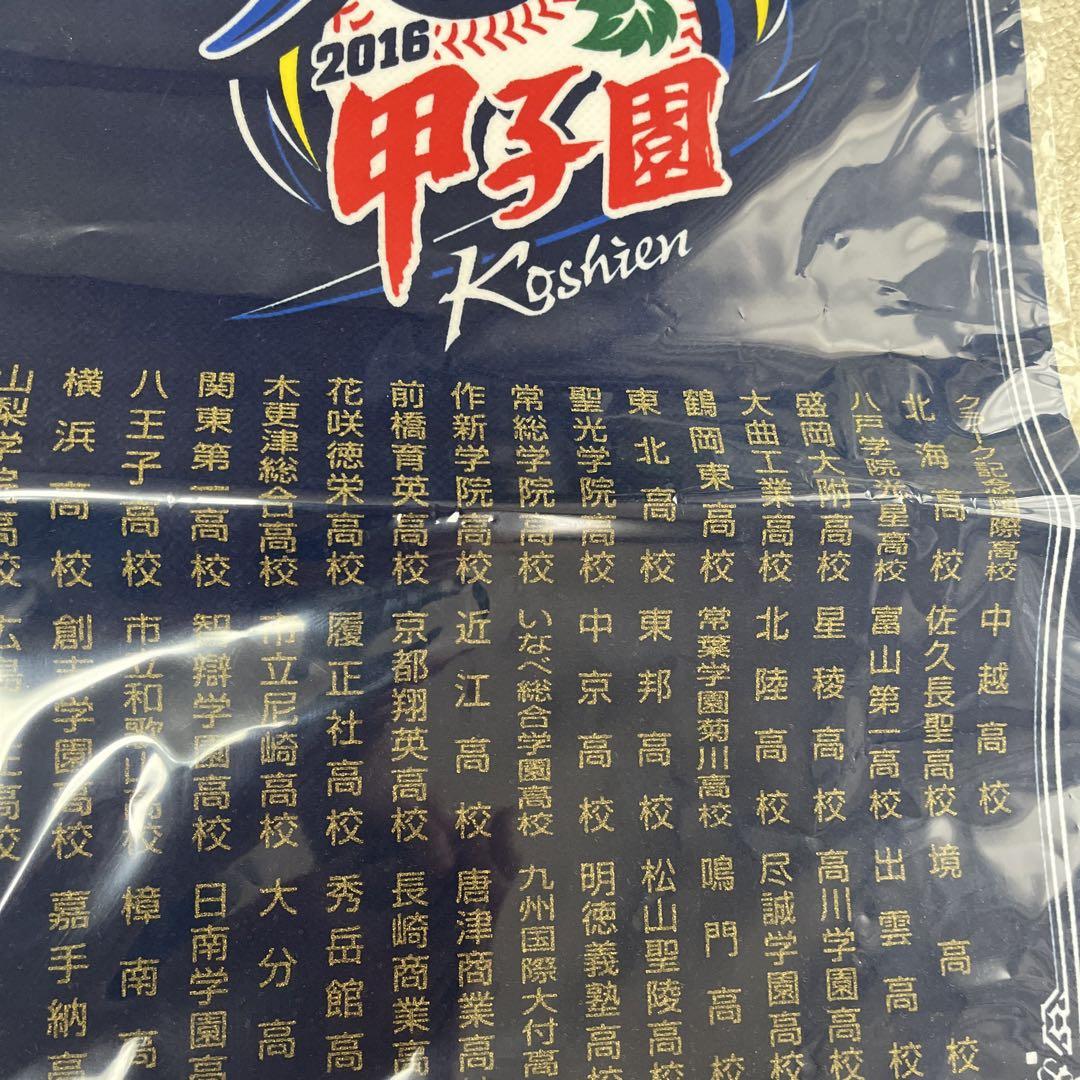 2016
甲子園
Koshien
クラーク記念国際高校
北海高校
八戸学院光星高校
盛岡大附高校
大曲工業高校
鶴岡東高校
東北高校
聖光学院高校
常総学院高校
作新学院高校
前橋育英高校
花咲徳栄高校
木更津総合高校
関東第一高校
八王子高校
横浜高校
山梨学院高校
中越高校
佐久長聖高校
富山第一高校
星稜高校
北陸高校
常葉学園菊川高校
東邦高校
中京高校
いなべ総合学園高校
近江高校
京都翔英高校
履正社高校
市立尼崎高校
智辯学園高校
市立和歌山高校
創志学園高校
境高校
出雲高校
高川学園高校
尽誠学園高校
鳴門高校
松山聖陵高校
明徳義塾高校
九州国際大付高
唐津商業高
長崎商業高
秀岳館高
大分高
日南学園高
樟南高
嘉手納高